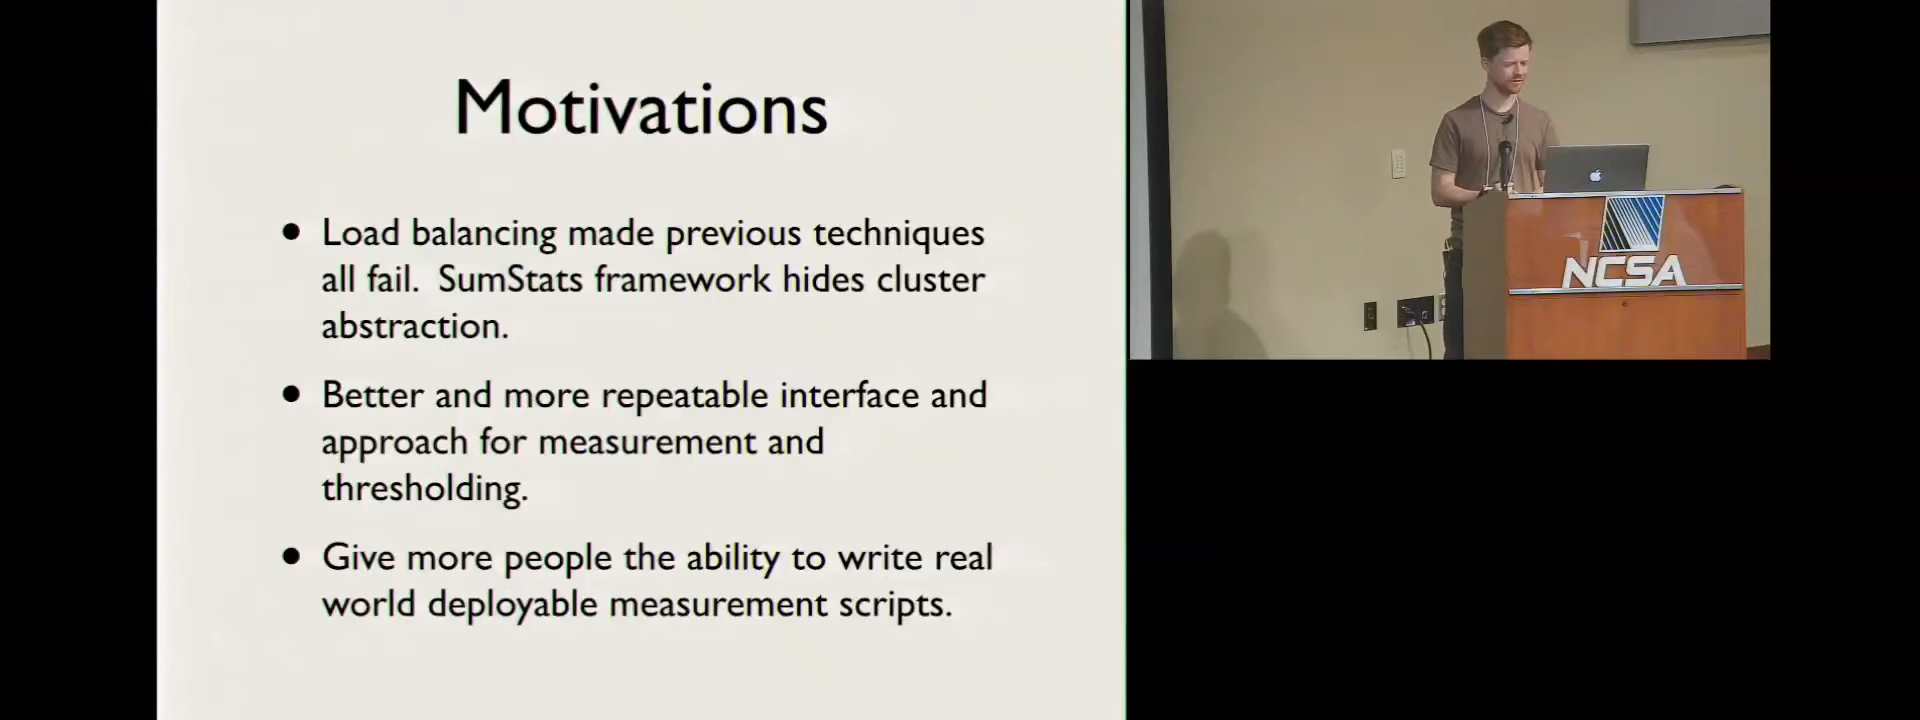 Motivations
• Load balancing made previous techniques
all fail.  SumStats framework hides cluster
abstraction.
• Better and more repeatable interface and
approach for measurement and
thresholding.
• Give more people the ability to write real
world deployable measurement scripts.
NCSA